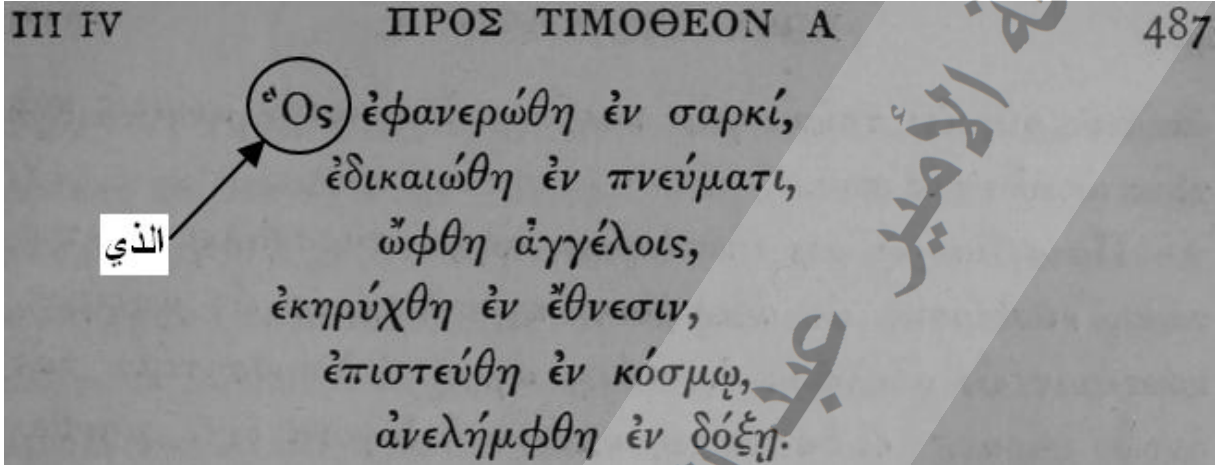 III IV ΠΡΟΣ ΤΙΜΟΘΕΟΝ Α 487
Ὃς ἐφανερώθη ἐν σαρκί,
ἐδικαιώθη ἐν πνεύματι,
ὤφθη ἀγγέλοις,
الذي
ἐκηρύχθη ἐν ἔθνεσιν,
ἐπιστεύθη ἐν κόσμῳ,
ἀνελήμφθη ἐν δόξῃ.